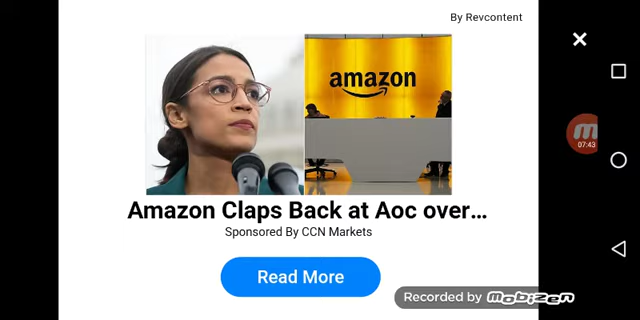 By Revcontent
amazon
07:43
Amazon Claps Back at Aoc over...
Sponsored By CCN Markets
Read More
Recorded by mobizen